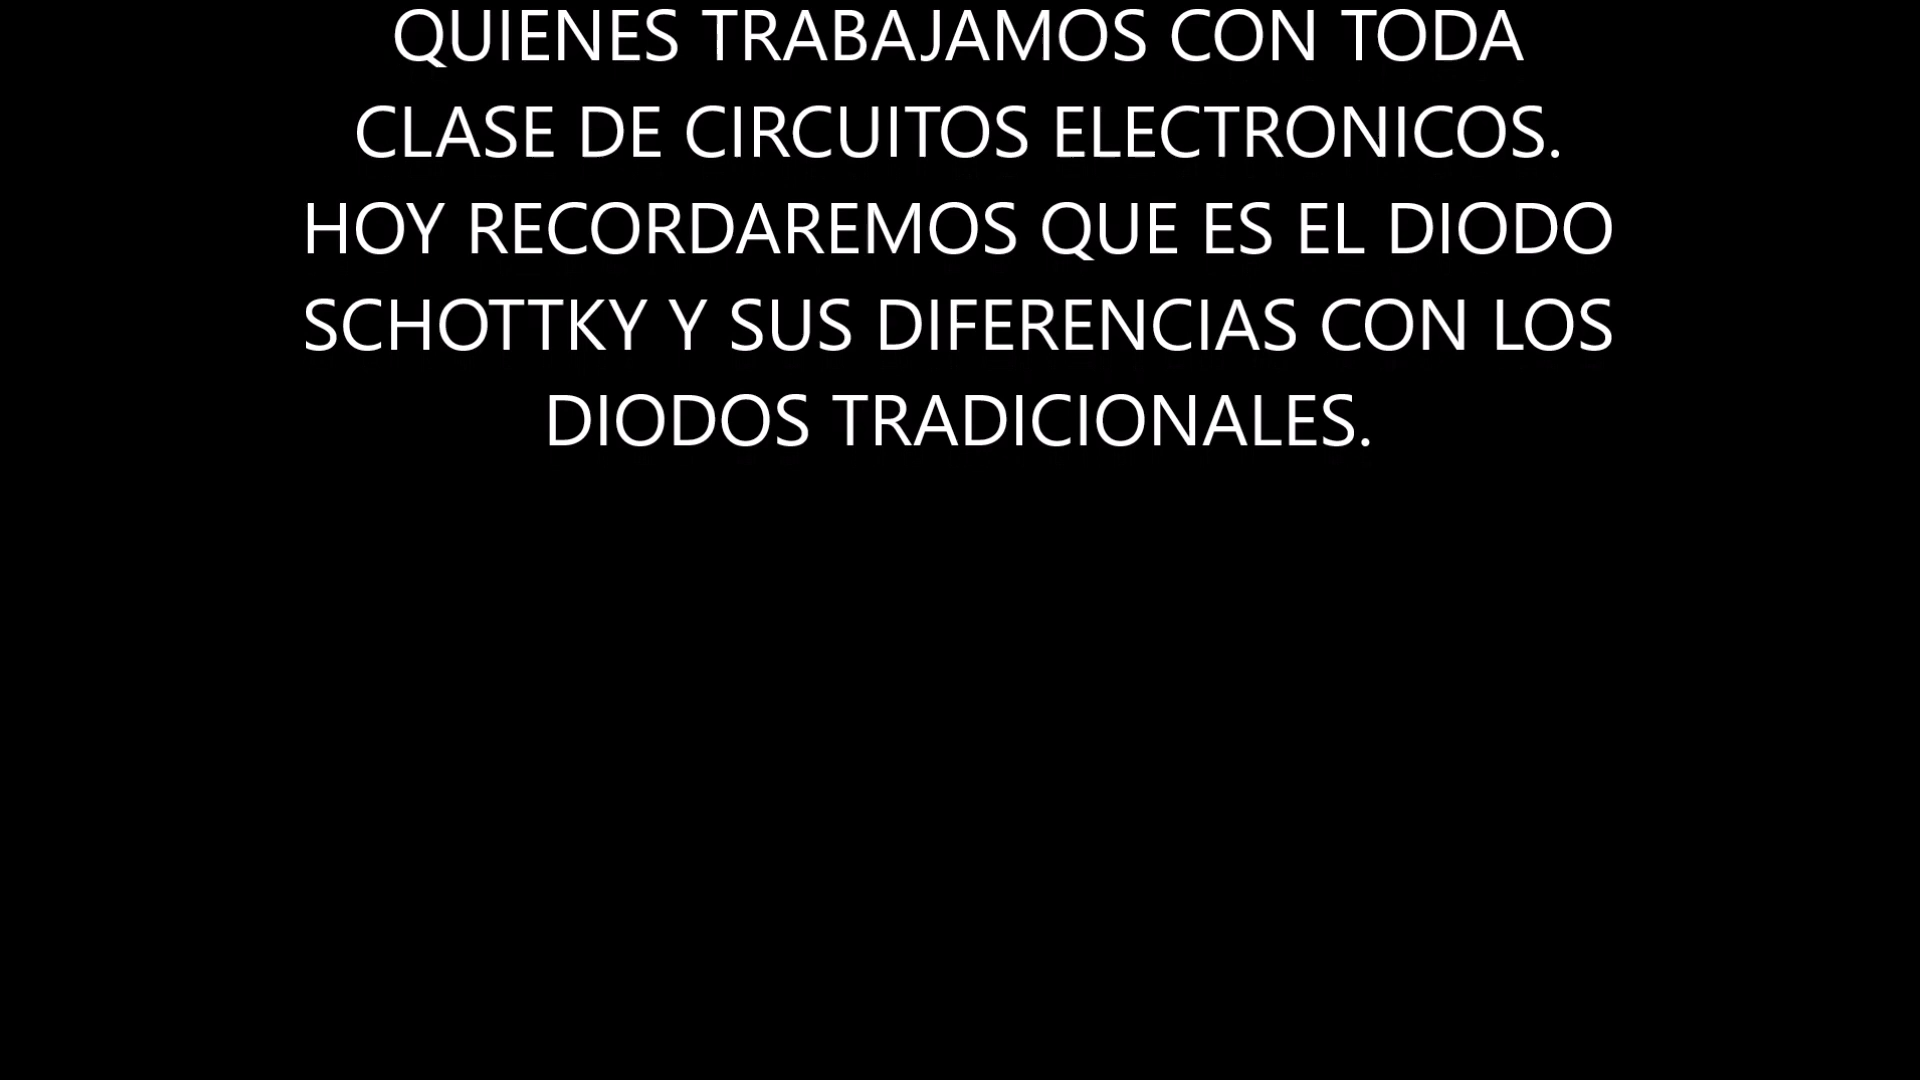 QUIENES TRABAJAMOS CON TODA
CLASE DE CIRCUITOS ELECTRONICOS.
HOY RECORDAREMOS QUE ES EL DIODO
SCHOTTKY Y SUS DIFERENCIAS CON LOS
DIODOS TRADICIONALES.